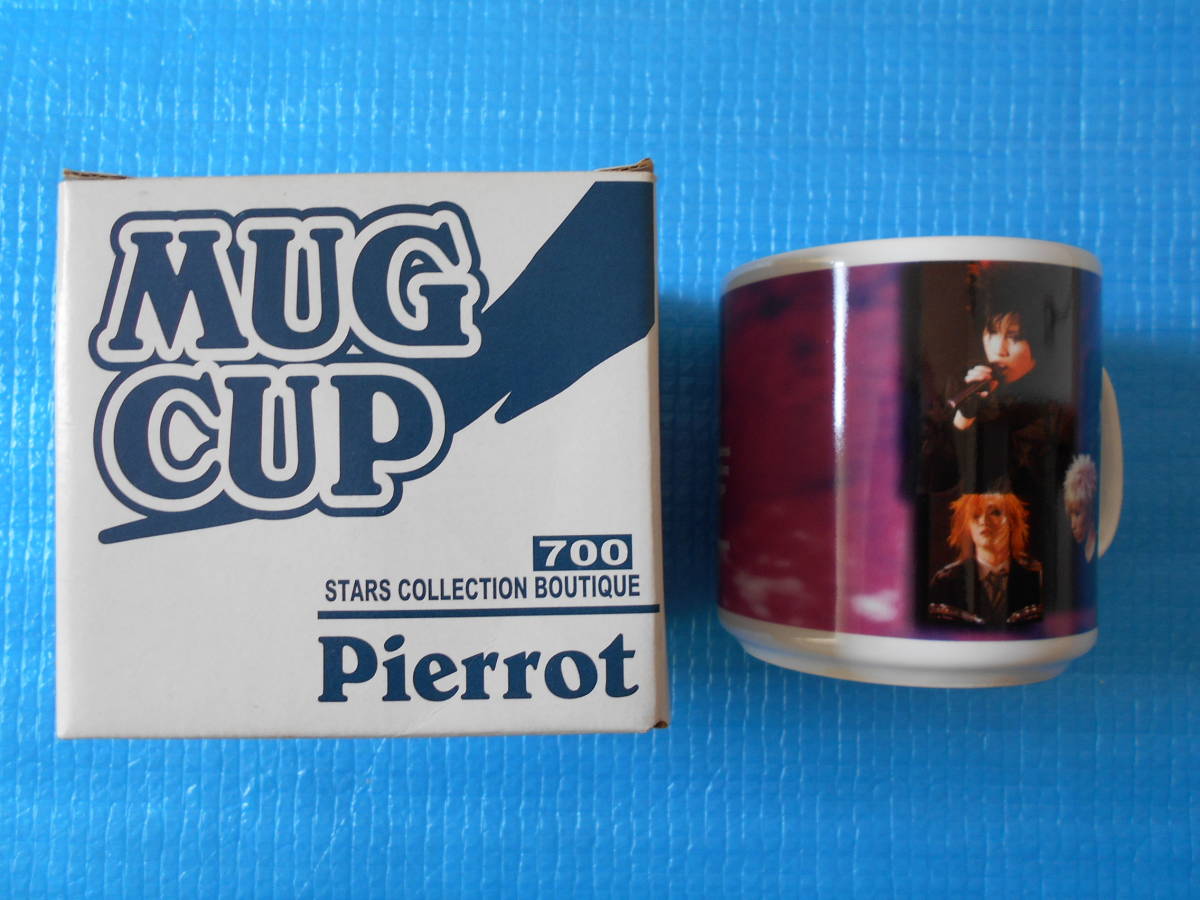 MUG
CUP
700
STARS COLLECTION BOUTIQUE
Pierrot